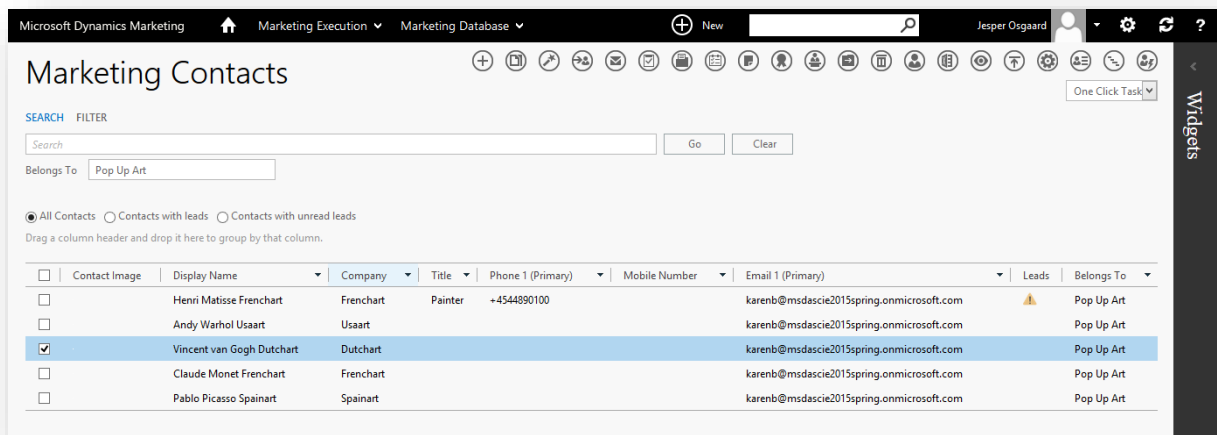 Microsoft Dynamics Marketing Marketing Execution Marketing Database New Jesper Osgaard ?
Marketing Contacts
One Click Task
Widgets
SEARCH FILTER
Search Go Clear
Belongs To Pop Up Art
All Contacts Contacts with leads Contacts with unread leads
Drag a column header and drop it here to group by that column.
Contact Image Display Name Company Title Phone 1 (Primary) Mobile Number Email 1 (Primary) Leads Belongs To
Henri Matisse Frenchart Frenchart Painter +4544890100 karenb@msdascie2015spring.onmicrosoft.com Pop Up Art
Andy Warhol Usaart Usaart karenb@msdascie2015spring.onmicrosoft.com Pop Up Art
Vincent van Gogh Dutchart Dutchart karenb@msdascie2015spring.onmicrosoft.com Pop Up Art
Claude Monet Frenchart Frenchart karenb@msdascie2015spring.onmicrosoft.com Pop Up Art
Pablo Picasso Spainart Spainart karenb@msdascie2015spring.onmicrosoft.com Pop Up Art